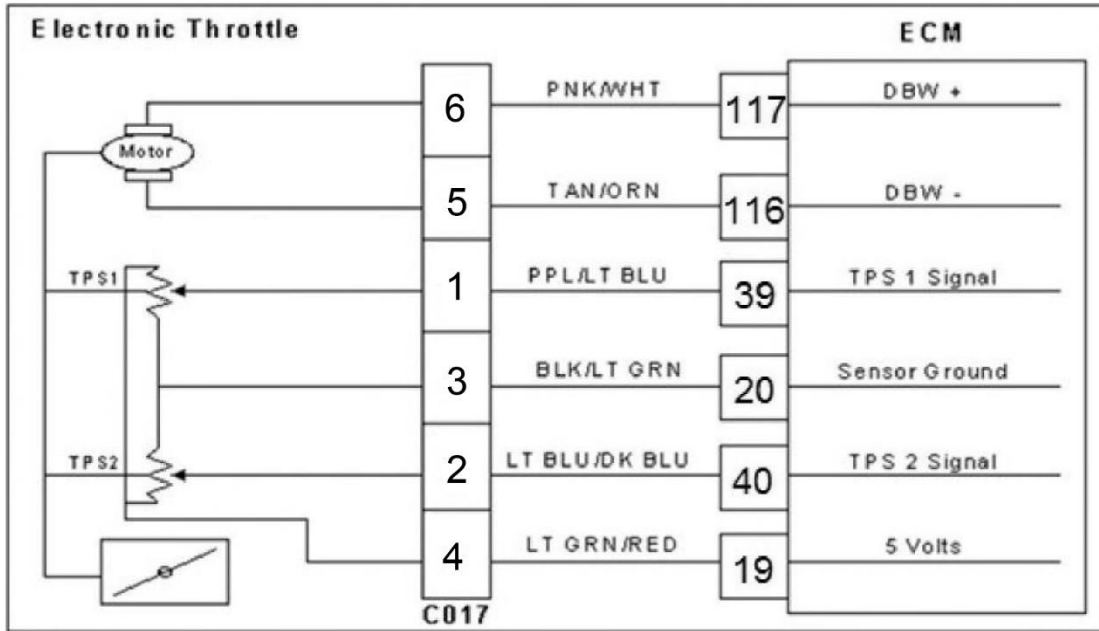 Electronic Throttle
ECM
6 PNK/WHT 117 DBW +
Motor
5 TAN/ORN 116 DBW -
TPS1 1 PPL/LT BLU 39 TPS 1 Signal
3 BLK/LT GRN 20 Sensor Ground
TPS2 2 LT BLU/DK BLU 40 TPS 2 Signal
4 LT GRN/RED 19 5 Volts
C017